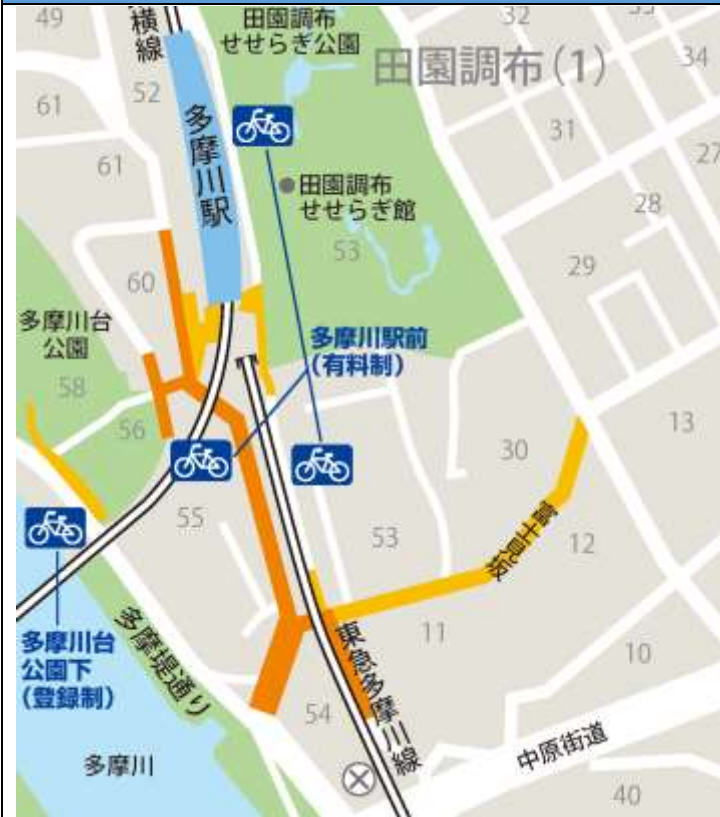 49
横線
田園調布
せせらぎ公園
32
33
田園調布(1)
34
52
61
61
多摩川駅
31
27
田園調布
せせらぎ館
28
53
29
60
多摩川台
公園
多摩川駅前
(有料制)
58
56
13
30
55
富士見坂
12
53
多摩川台
公園下
(登録制)
多摩堤通り
東急多摩川線
11
10
54
中原街道
多摩川
40